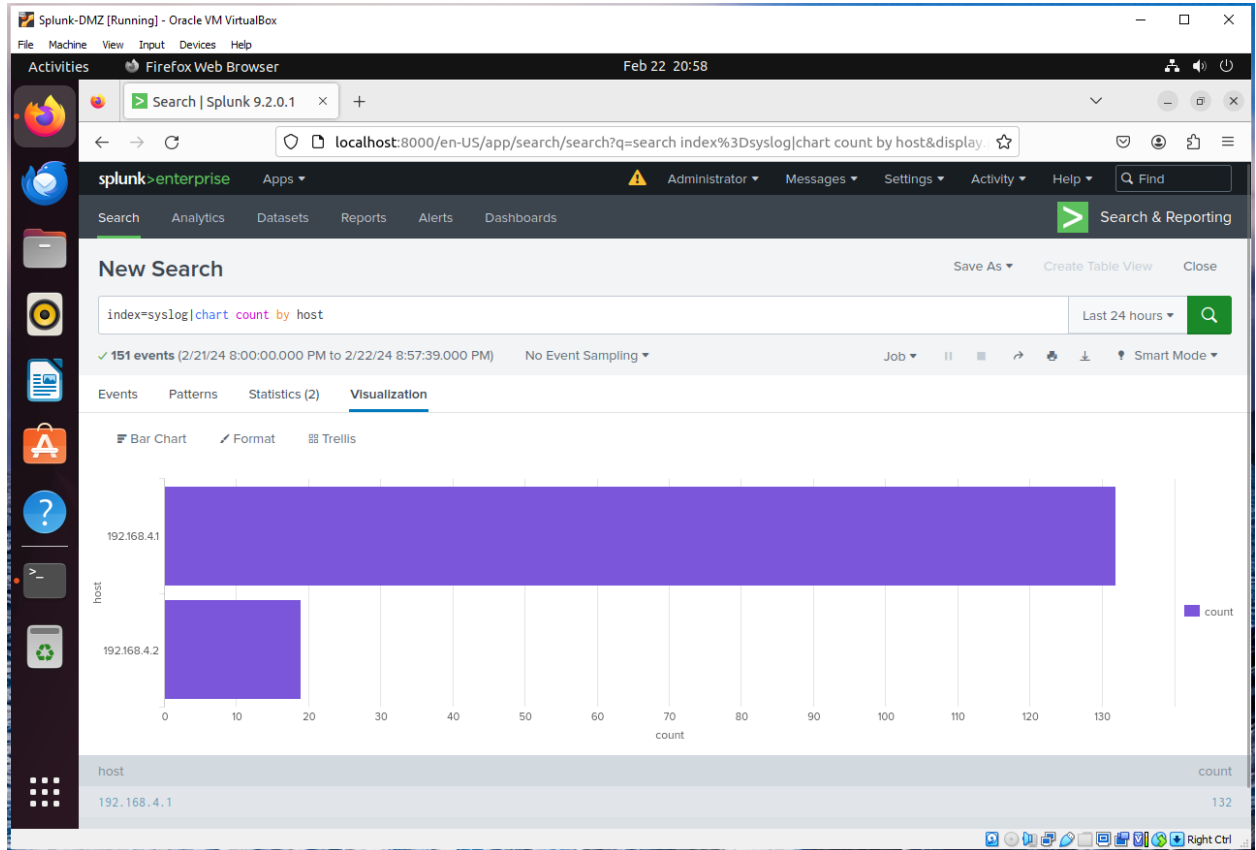 Splunk-DMZ [Running] - Oracle VM VirtualBox
File Machine View Input Devices Help
Activities Firefox Web Browser Feb 22 20:58
Search | Splunk 9.2.0.1
localhost:8000/en-US/app/search/search?q=search index%3Dsyslog|chart count by host&display.
splunk>enterprise Apps Administrator Messages Settings Activity Help Find
Search Analytics Datasets Reports Alerts Dashboards Search & Reporting
New Search Save As Create Table View Close
index=syslog|chart count by host Last 24 hours
✓ 151 events (2/21/24 8:00:00.000 PM to 2/22/24 8:57:39.000 PM) No Event Sampling Job Smart Mode
Events Patterns Statistics (2) Visualization
Bar Chart Format Trellis
192.168.4.1
host
count
192.168.4.2
0 10 20 30 40 50 60 70 80 90 100 110 120 130
count
host count
192.168.4.1 132
Right Ctrl